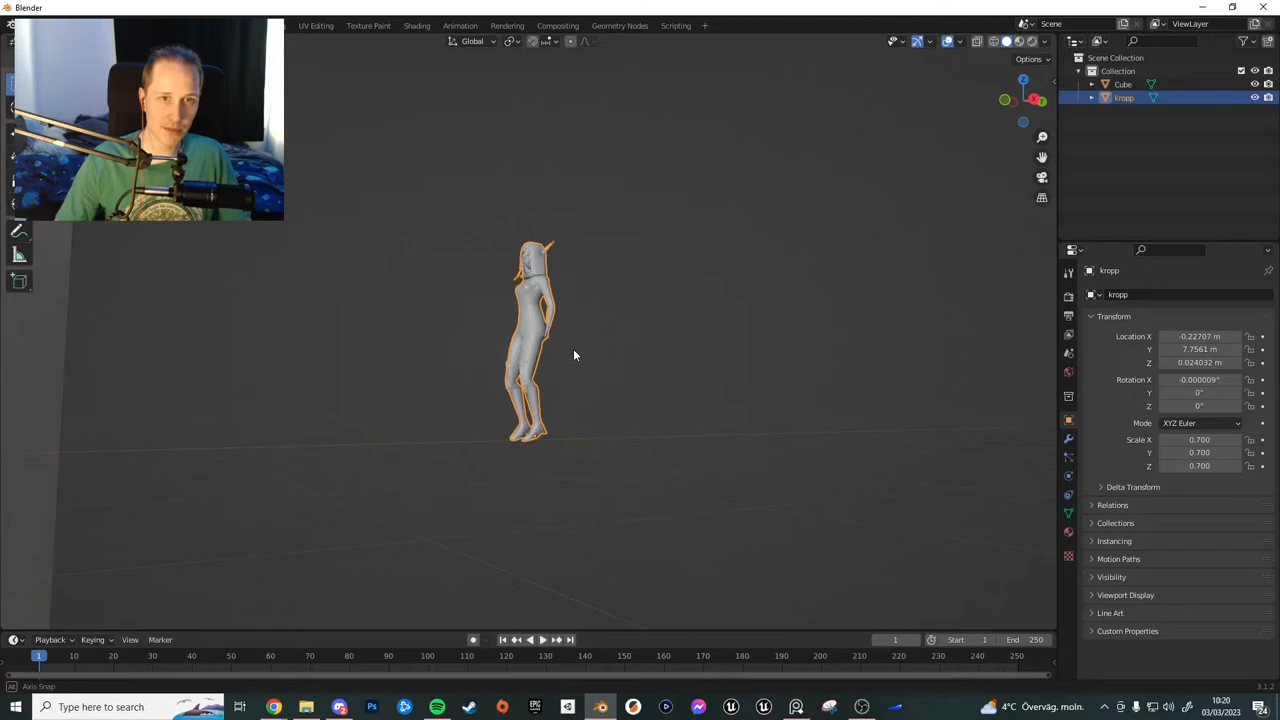 Blender
UV Editing Texture Paint Shading Animation Rendering Compositing Geometry Nodes Scripting +
Scene ViewLayer
Global
Options
Scene Collection
Collection
Cube
kropp
Z
X
Y
kropp
kropp
Transform
Location X -0.22707 m
Y 7.7561 m
Z 0.024032 m
Rotation X -0.000009°
Y 0°
Z 0°
Mode XYZ Euler
Scale X 0.700
Y 0.700
Z 0.700
Delta Transform
Relations
Collections
Instancing
Motion Paths
Visibility
Viewport Display
Line Art
Custom Properties
Playback Keying View Marker
1 Start 1 End 250
1 10 20 30 40 50 60 70 80 90 100 110 120 130 140 150 160 170 180 190 200 210 220 230 240 250
Alt Axis Snap
3.1.2
Type here to search
4°C Överväg. moln.
10:20
03/03/2023